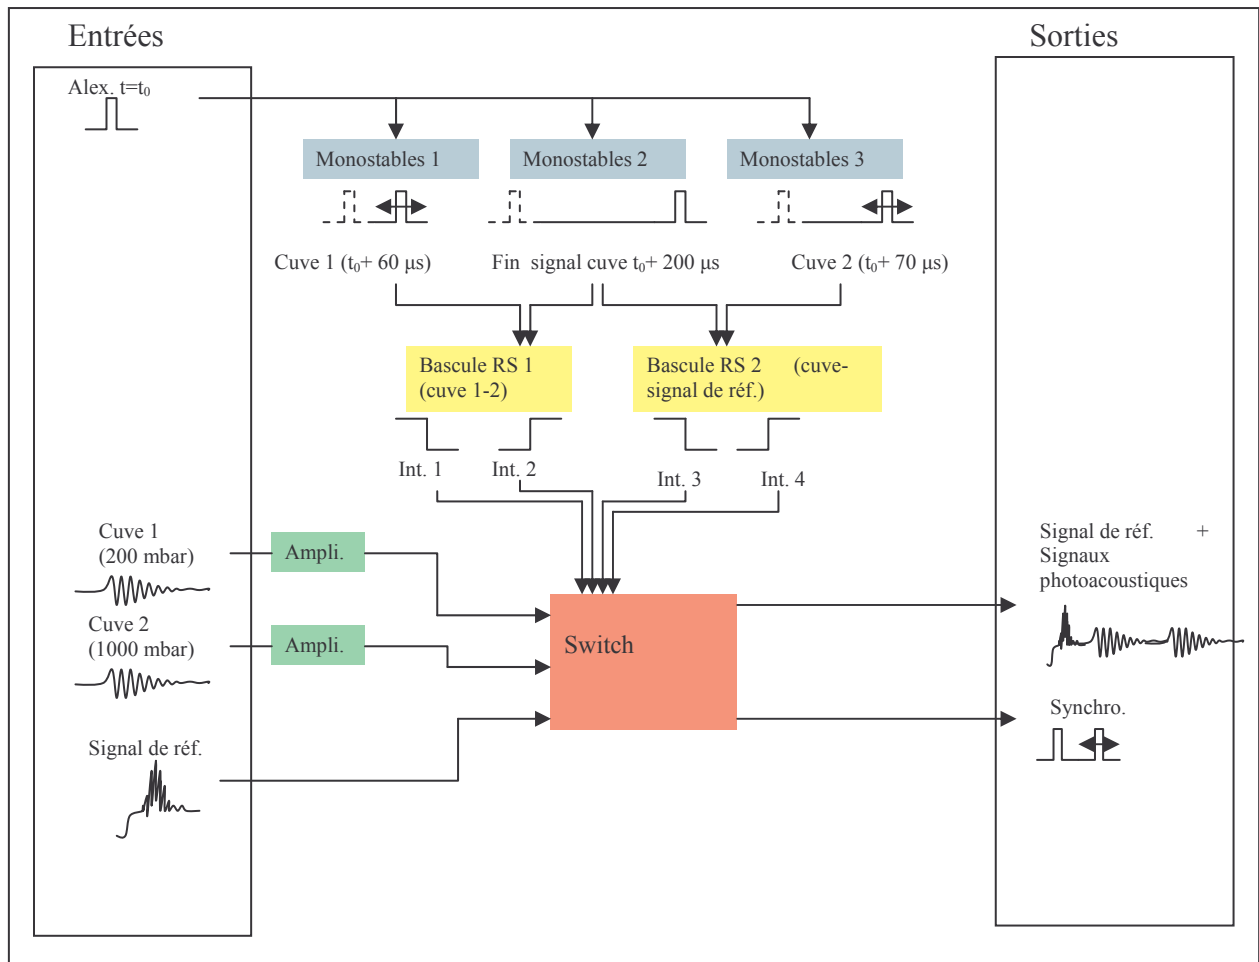 Entrées
Sorties
Alex. t=t₀
Monostables 1
Monostables 2
Monostables 3
Cuve 1 (t₀+ 60 μs)
Fin signal cuve t₀+ 200 μs
Cuve 2 (t₀+ 70 μs)
Bascule RS 1
(cuve 1-2)
Bascule RS 2 (cuve-
signal de réf.)
Int. 1
Int. 2
Int. 3
Int. 4
Cuve 1
(200 mbar)
Ampli.
Cuve 2
(1000 mbar)
Ampli.
Switch
Signal de réf. +
Signaux
photoacoustiques
Synchro.
Signal de réf.